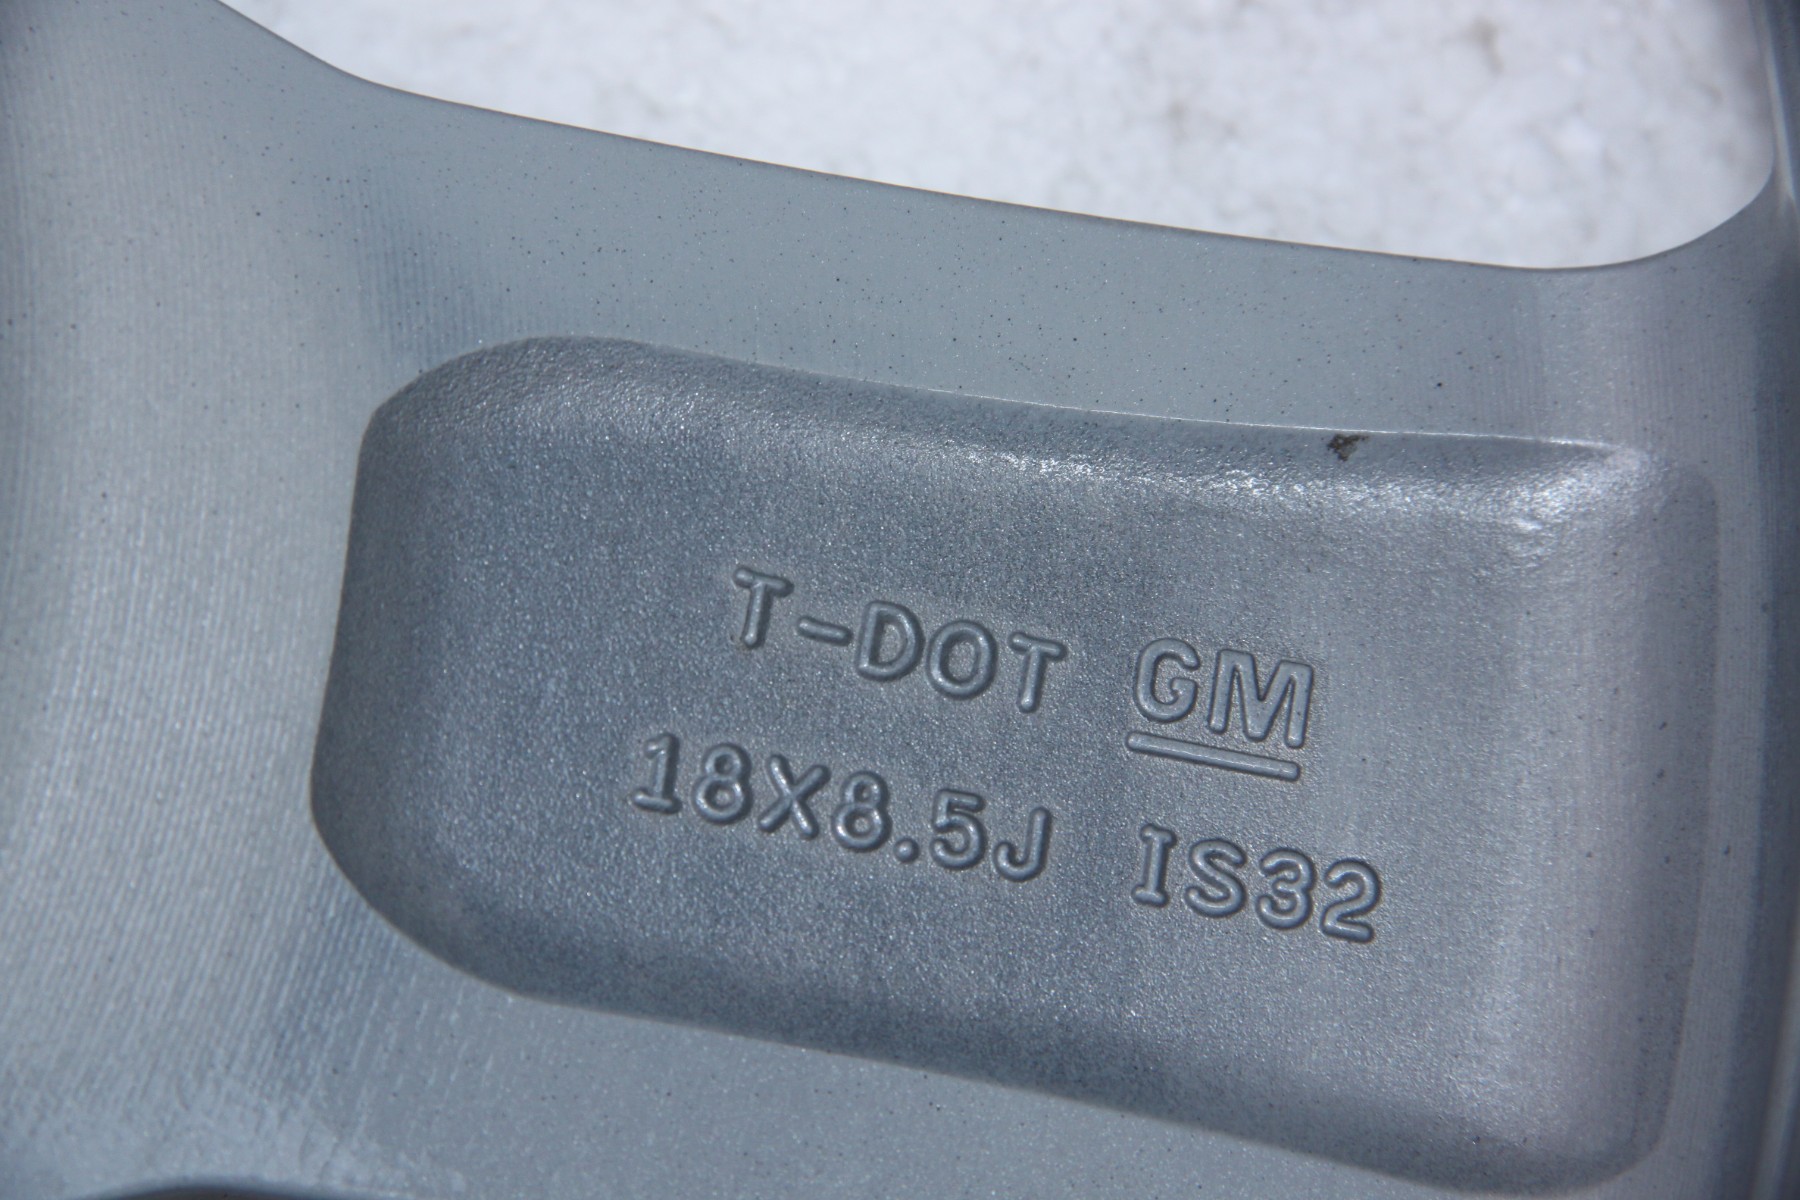 T-DOT GM
18X8.5J IS32